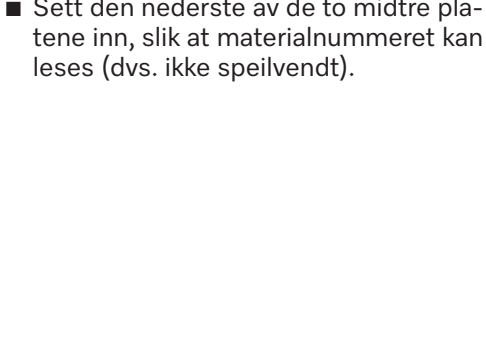 ■ Sett den nederste av de to midtre pla-
tene inn, slik at materialnummeret kan
leses (dvs. ikke speilvendt).